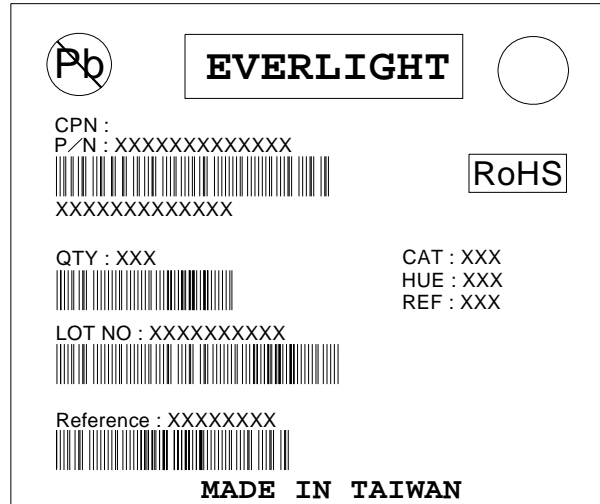 Pb
EVERLIGHT
CPN :
P/N : XXXXXXXXXXXXX
RoHS
XXXXXXXXXXXXX
QTY : XXX
CAT : XXX
HUE : XXX
REF : XXX
LOT NO : XXXXXXXXXX
Reference : XXXXXXXX
MADE IN TAIWAN